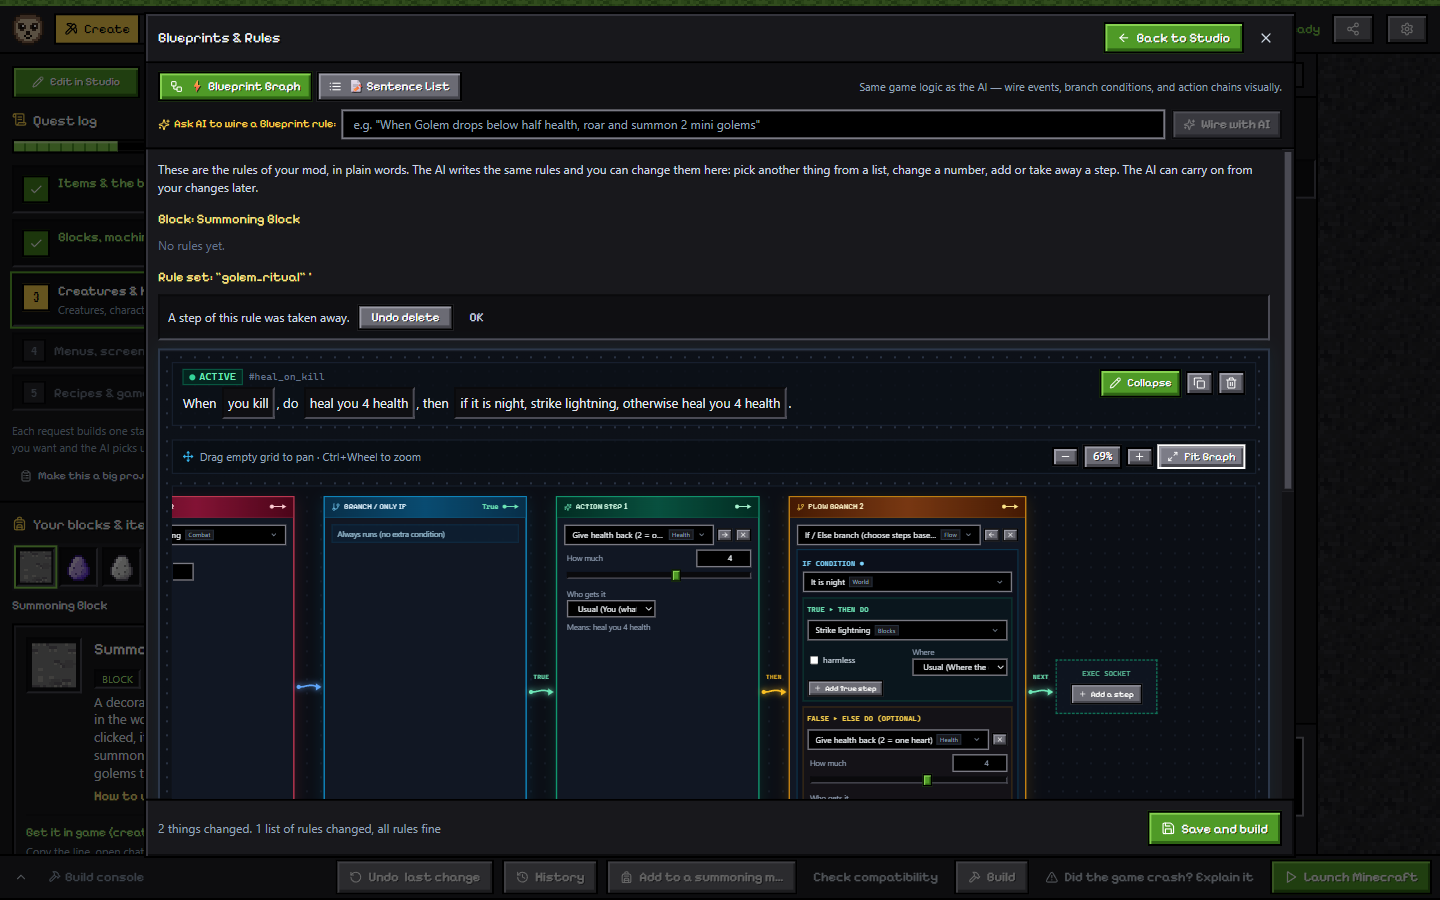 Create
Blueprints & Rules
Back to Studio
ady
Edit in Studio
Blueprint Graph
Sentence List
Same game logic as the AI — wire events, branch conditions, and action chains visually.
Quest log
Ask AI to wire a Blueprint rule:
e.g. "When Golem drops below half health, roar and summon 2 mini golems"
Wire with AI
These are the rules of your mod, in plain words. The AI writes the same rules and you can change them here: pick another thing from a list, change a number, add or take away a step. The AI can carry on from
your changes later.
Items & the b
Block: Summoning Block
Blocks, machin
No rules yet.
Rule set: "golem_ritual" '
3
Creatures &
Creatures, charact
A step of this rule was taken away.
Undo delete
OK
4
Menus, screen
ACTIVE
#heal_on_kill
Collapse
5
Recipes & gam
When you kill , do heal you 4 health , then if it is night, strike lightning, otherwise heal you 4 health .
Each request builds one sta
you want and the AI picks u
Drag empty grid to pan · Ctrl+Wheel to zoom
69%
Fit Graph
Make this a big proj
BRANCH / ONLY IF
True
ACTION STEP 1
FLOW BRANCH 2
Your blocks & ite
ng
Combat
Always runs (no extra condition)
Give health back (2 = o...
Health
If / Else branch (choose steps base...
Flow
How much
4
IF CONDITION
It is night
World
Who gets it
Usual (You (wha
Means: heal you 4 health
TRUE ▸ THEN DO
Strike lightning
Blocks
harmless
Where
Usual (Where the
Add True step
TRUE
THEN
NEXT
EXEC SOCKET
Add a step
FALSE ▸ ELSE DO (OPTIONAL)
Give health back (2 = one heart)
Health
How much
4
Who gets it
Summoning Block
Summo
BLOCK
A decora
in the wo
clicked, i
summon
golems t
How to u
Get it in game (creat
Copy the line, open chat
2 things changed. 1 list of rules changed, all rules fine
Save and build
Build console
Undo last change
History
Add to a summoning m...
Check compatibility
Build
Did the game crash? Explain it
Launch Minecraft